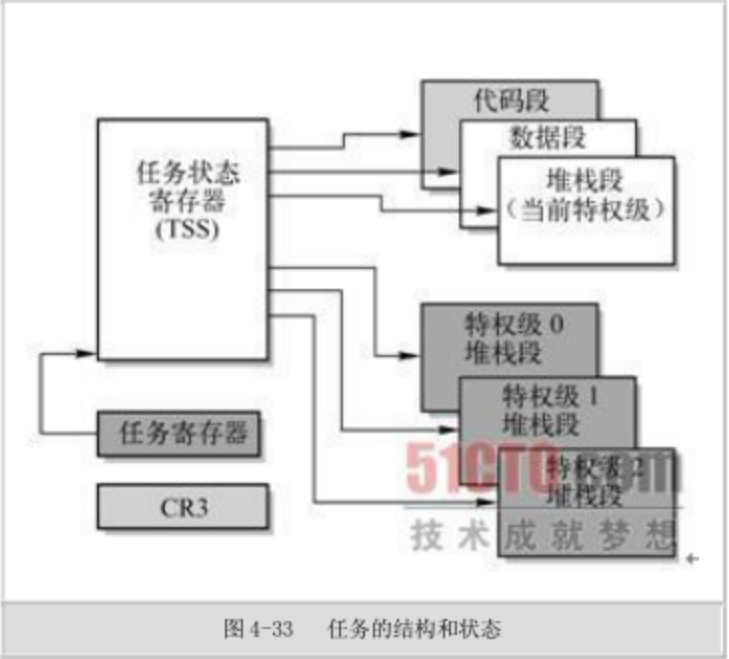 代码段
数据段
堆栈段
（当前特权级）
任务状态
寄存器
(TSS)
特权级 0
堆栈段
特权级 1
堆栈段
特权级 2
堆栈段
任务寄存器
CR3
51CTO.com
技术成就梦想
图 4-33 任务的结构和状态